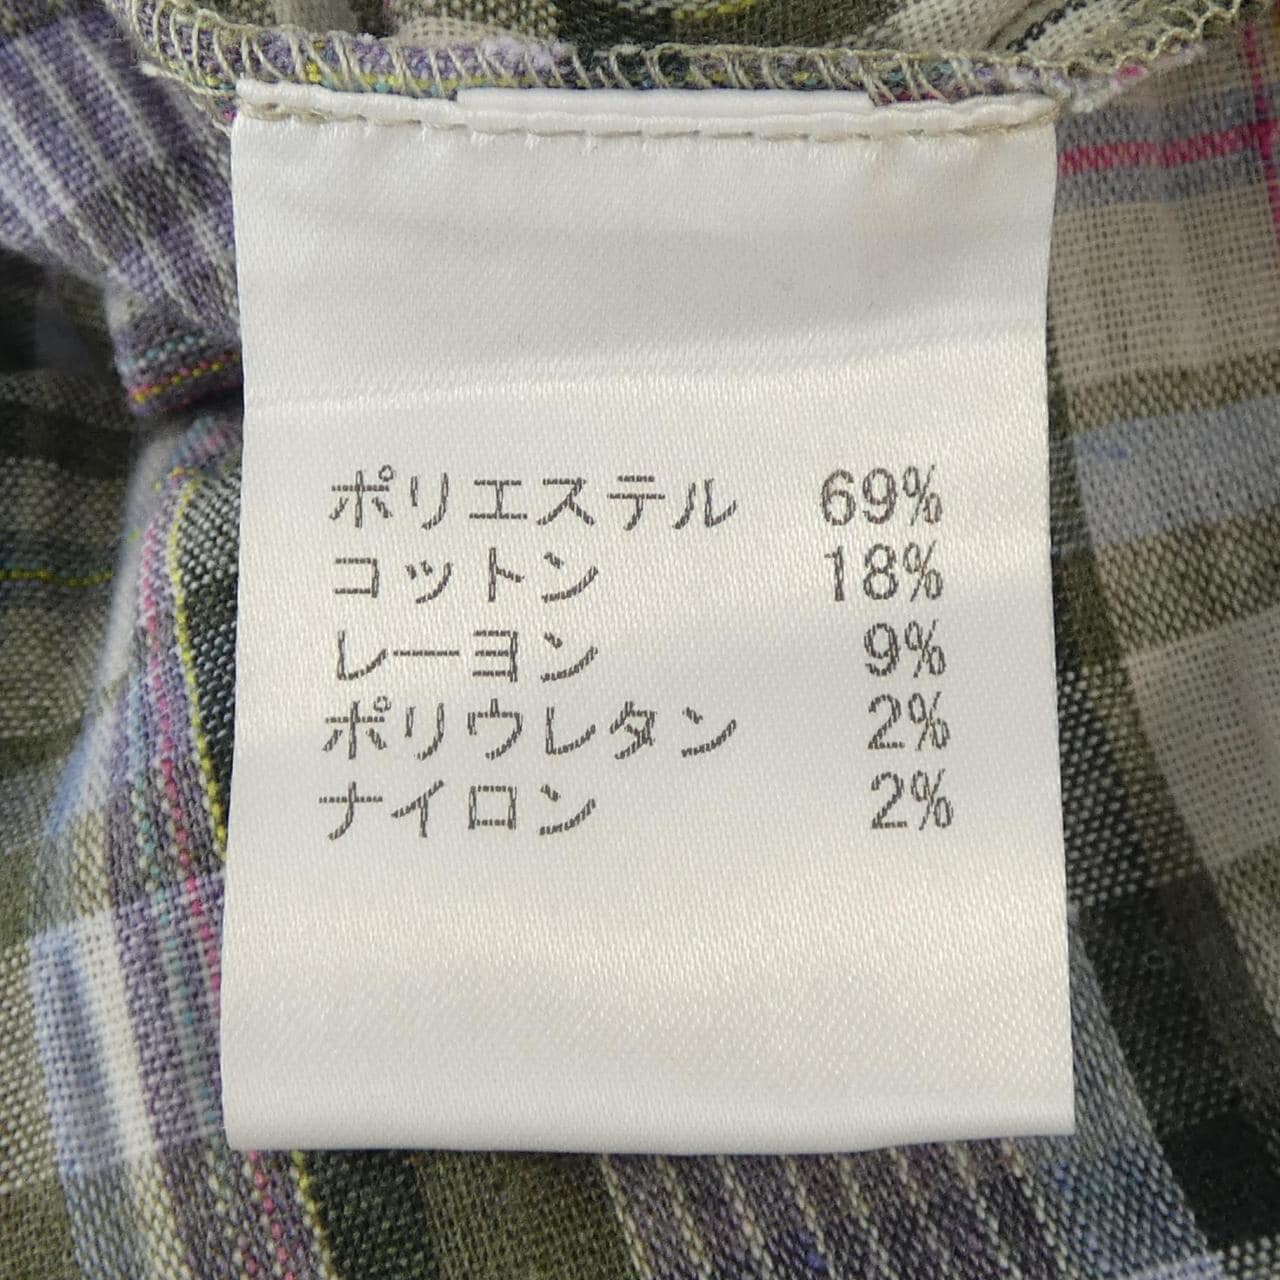 ポリエステル 69%
コットン 18%
レーヨン 9%
ポリウレタン 2%
ナイロン 2%